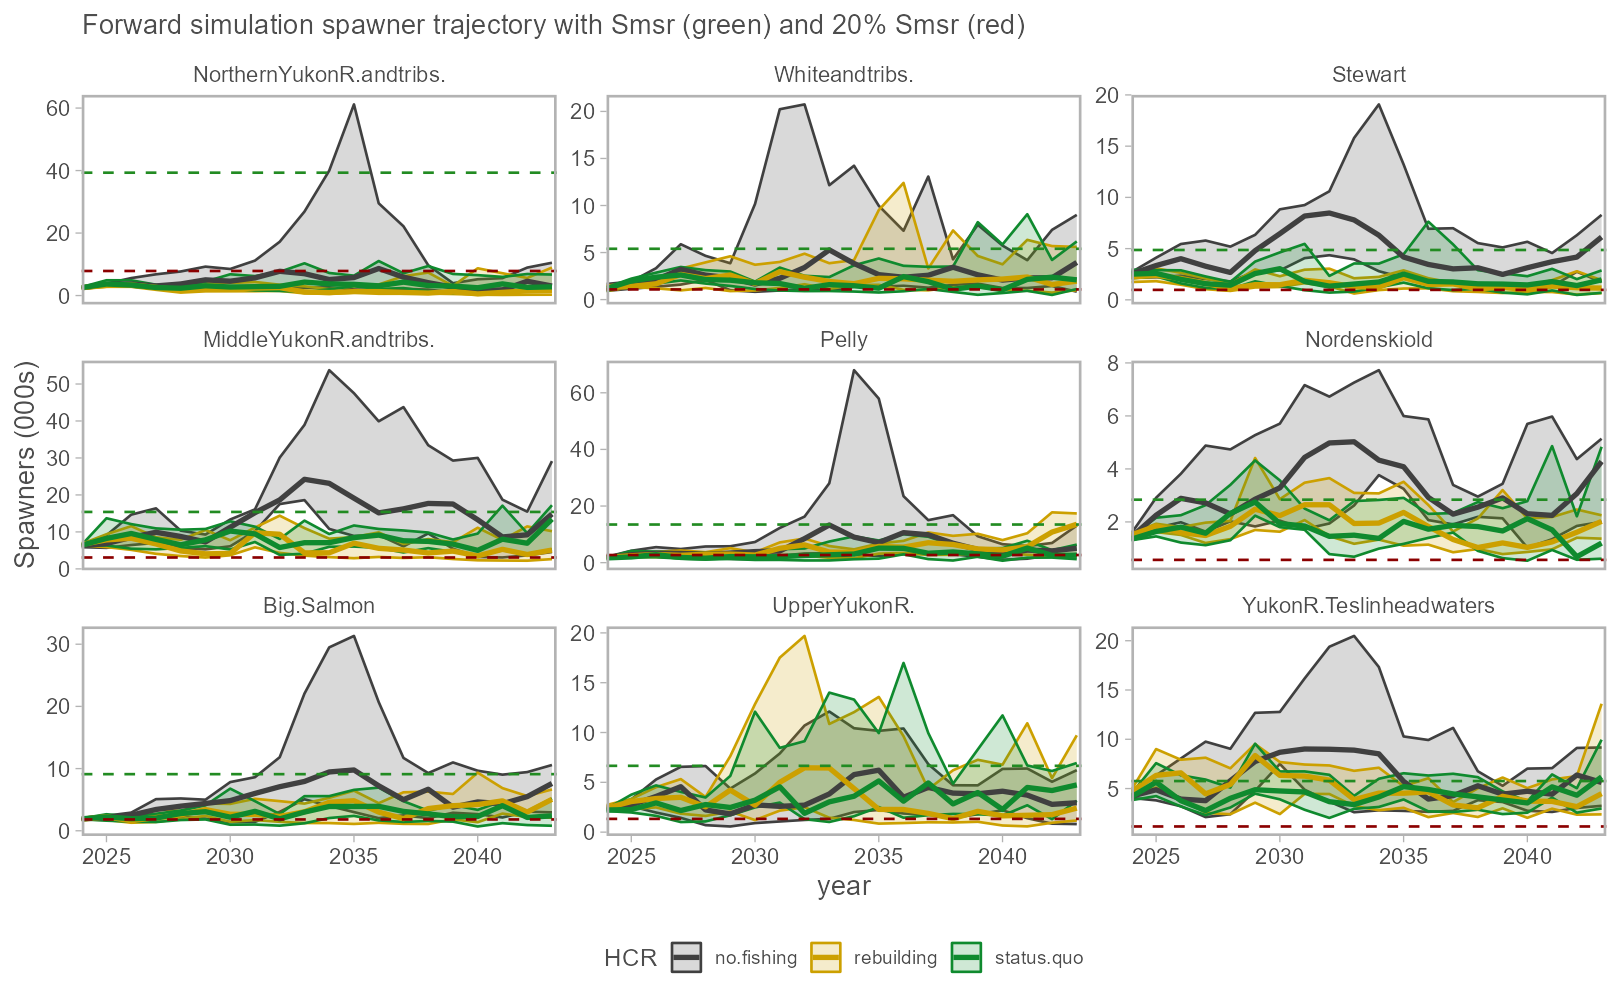 Forward simulation spawner trajectory with Smsr (green) and 20% Smsr (red)
NorthernYukonR.andtribs.
Whiteandtribs.
Stewart
60
40
20
0
20
15
10
5
0
20
15
10
5
0
MiddleYukonR.andtribs.
Pelly
Nordenskiold
50
40
30
20
10
0
60
40
20
0
8
6
4
2
Spawners (000s)
Big.Salmon
UpperYukonR.
YukonR.Teslinheadwaters
30
20
10
0
20
15
10
5
0
20
15
10
5
2025 2030 2035 2040
2025 2030 2035 2040
2025 2030 2035 2040
year
HCR no.fishing rebuilding status.quo